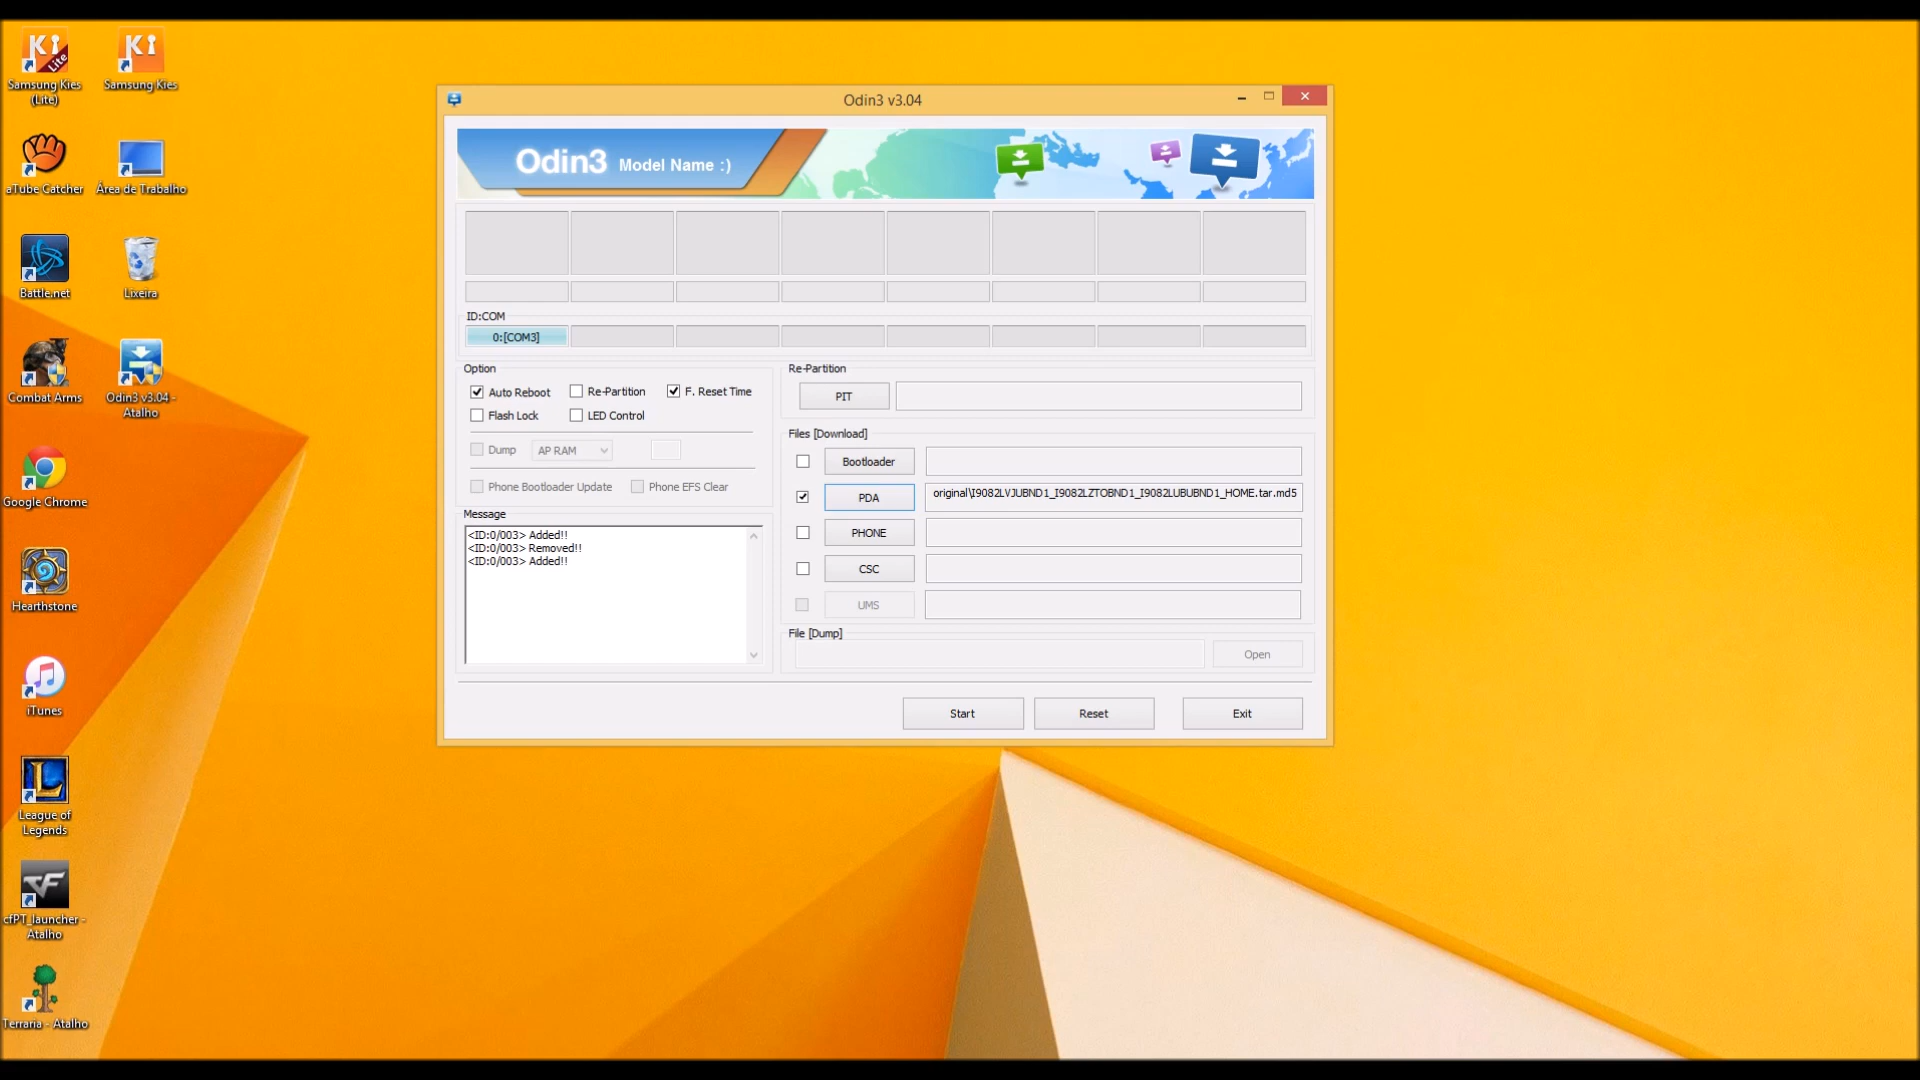 Samsung Kies
(Lite)
Samsung Kies
aTube Catcher
Área de Trabalho
Battle.net
Lixeira
Combat Arms
Odin3 v3.04 -
Atalho
Google Chrome
Hearthstone
iTunes
League of
Legends
cfPT_launcher -
Atalho
Terraria - Atalho
Odin3 v3.04
Odin3 Model Name :)
ID:COM
0:[COM3]
Option
Auto Reboot
Re-Partition
F. Reset Time
Flash Lock
LED Control
Dump
AP RAM
Phone Bootloader Update
Phone EFS Clear
Message
<ID:0/003> Added!!
<ID:0/003> Removed!!
<ID:0/003> Added!!
Re-Partition
PIT
Files [Download]
Bootloader
PDA
original\I9082LVJUBND1_I9082LZTOBND1_I9082LUBUBND1_HOME.tar.md5
PHONE
CSC
UMS
File [Dump]
Open
Start
Reset
Exit